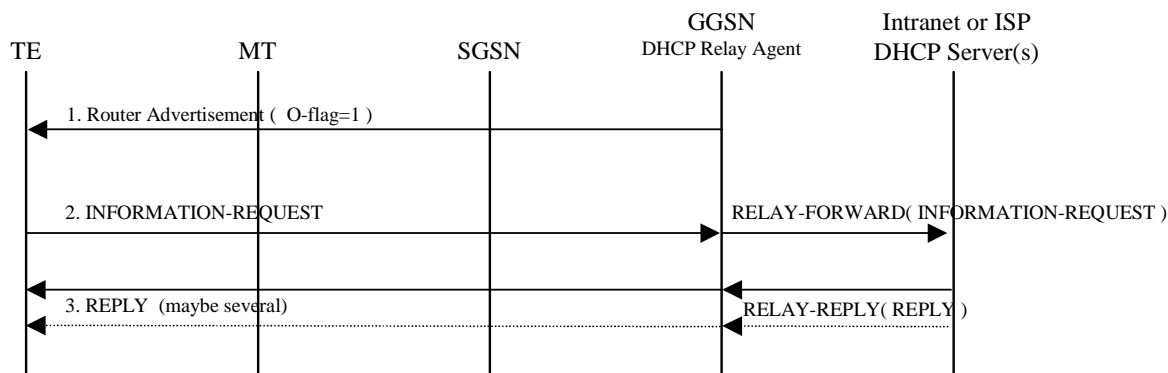 GGSN
Intranet or ISP
TE
MT
SGSN
DHCP Relay Agent
DHCP Server(s)
1. Router Advertisement ( O-flag=1 )
2. INFORMATION-REQUEST
RELAY-FORWARD( INFORMATION-REQUEST )
3. REPLY (maybe several)
RELAY-REPLY( REPLY )